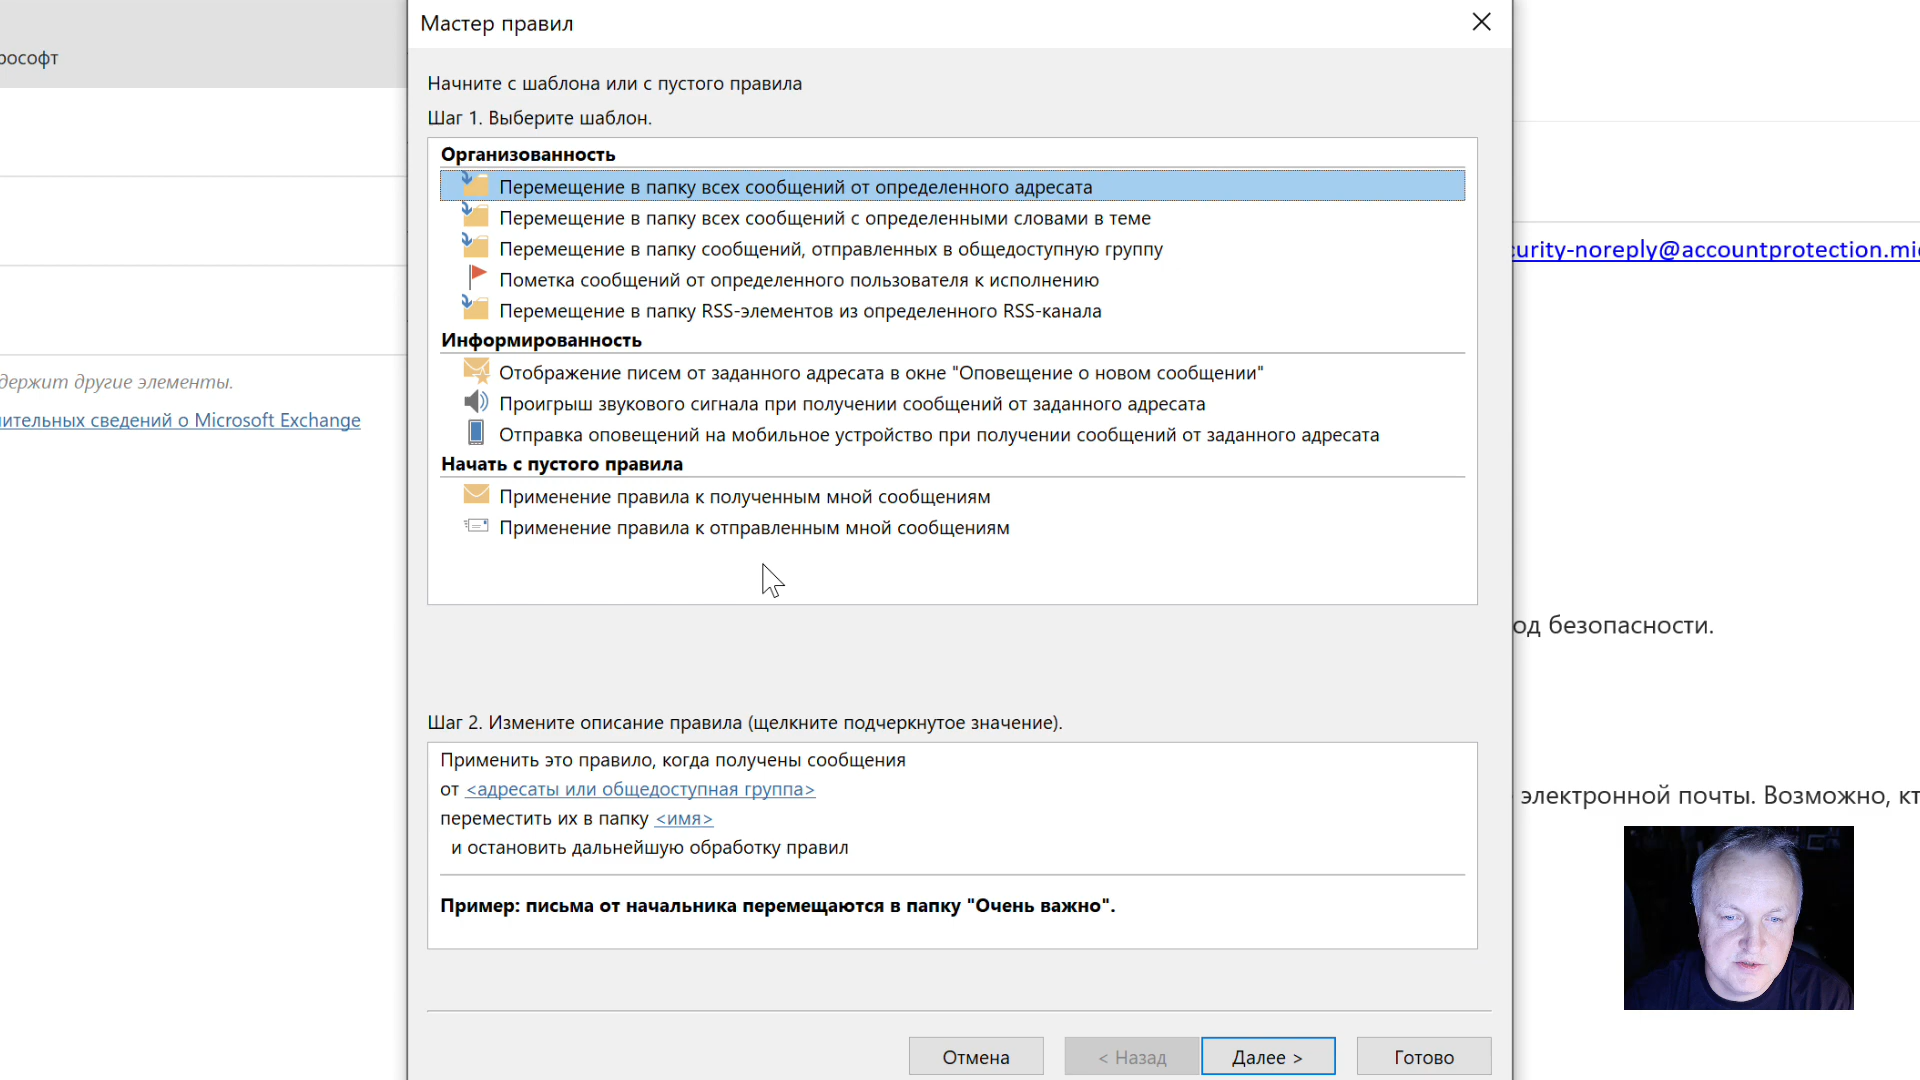 Мастер правил
рософт
Начните с шаблона или с пустого правила
Шаг 1. Выберите шаблон.
Организованность
Перемещение в папку всех сообщений от определенного адресата
Перемещение в папку всех сообщений с определенными словами в теме
Перемещение в папку сообщений, отправленных в общедоступную группу
Пометка сообщений от определенного пользователя к исполнению
Перемещение в папку RSS-элементов из определенного RSS-канала
Информированность
Отображение писем от заданного адресата в окне "Оповещение о новом сообщении"
Проигрыш звукового сигнала при получении сообщений от заданного адресата
Отправка оповещений на мобильное устройство при получении сообщений от заданного адресата
Начать с пустого правила
Применение правила к полученным мной сообщениям
Применение правила к отправленным мной сообщениям
держит другие элементы.
ительных сведений о Microsoft Exchange
urity-noreply@accountprotection.mi
од безопасности.
Шаг 2. Измените описание правила (щелкните подчеркнутое значение).
Применить это правило, когда получены сообщения
от <адресаты или общедоступная группа>
переместить их в папку <имя>
и остановить дальнейшую обработку правил
Пример: письма от начальника перемещаются в папку "Очень важно".
электронной почты. Возможно, кт
Отмена
< Назад
Далее >
Готово